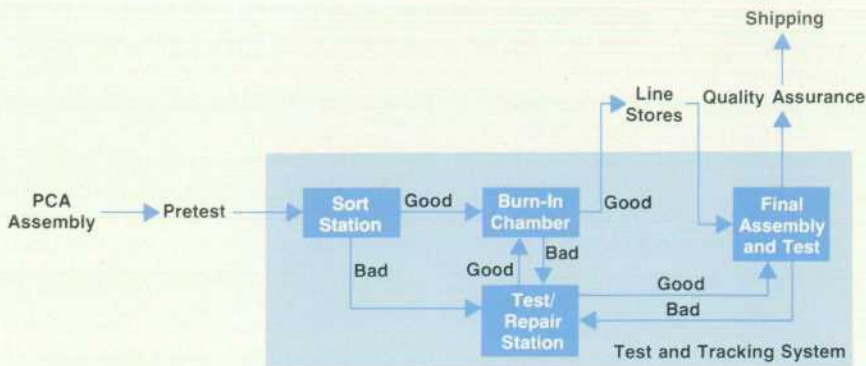 Shipping
Line
Stores
Quality Assurance
PCA
Assembly
Pretest
Sort
Station
Good
Burn-In
Chamber
Good
Final
Assembly
and Test
Bad
Good
Bad
Test/
Repair
Station
Good
Bad
Test and Tracking System